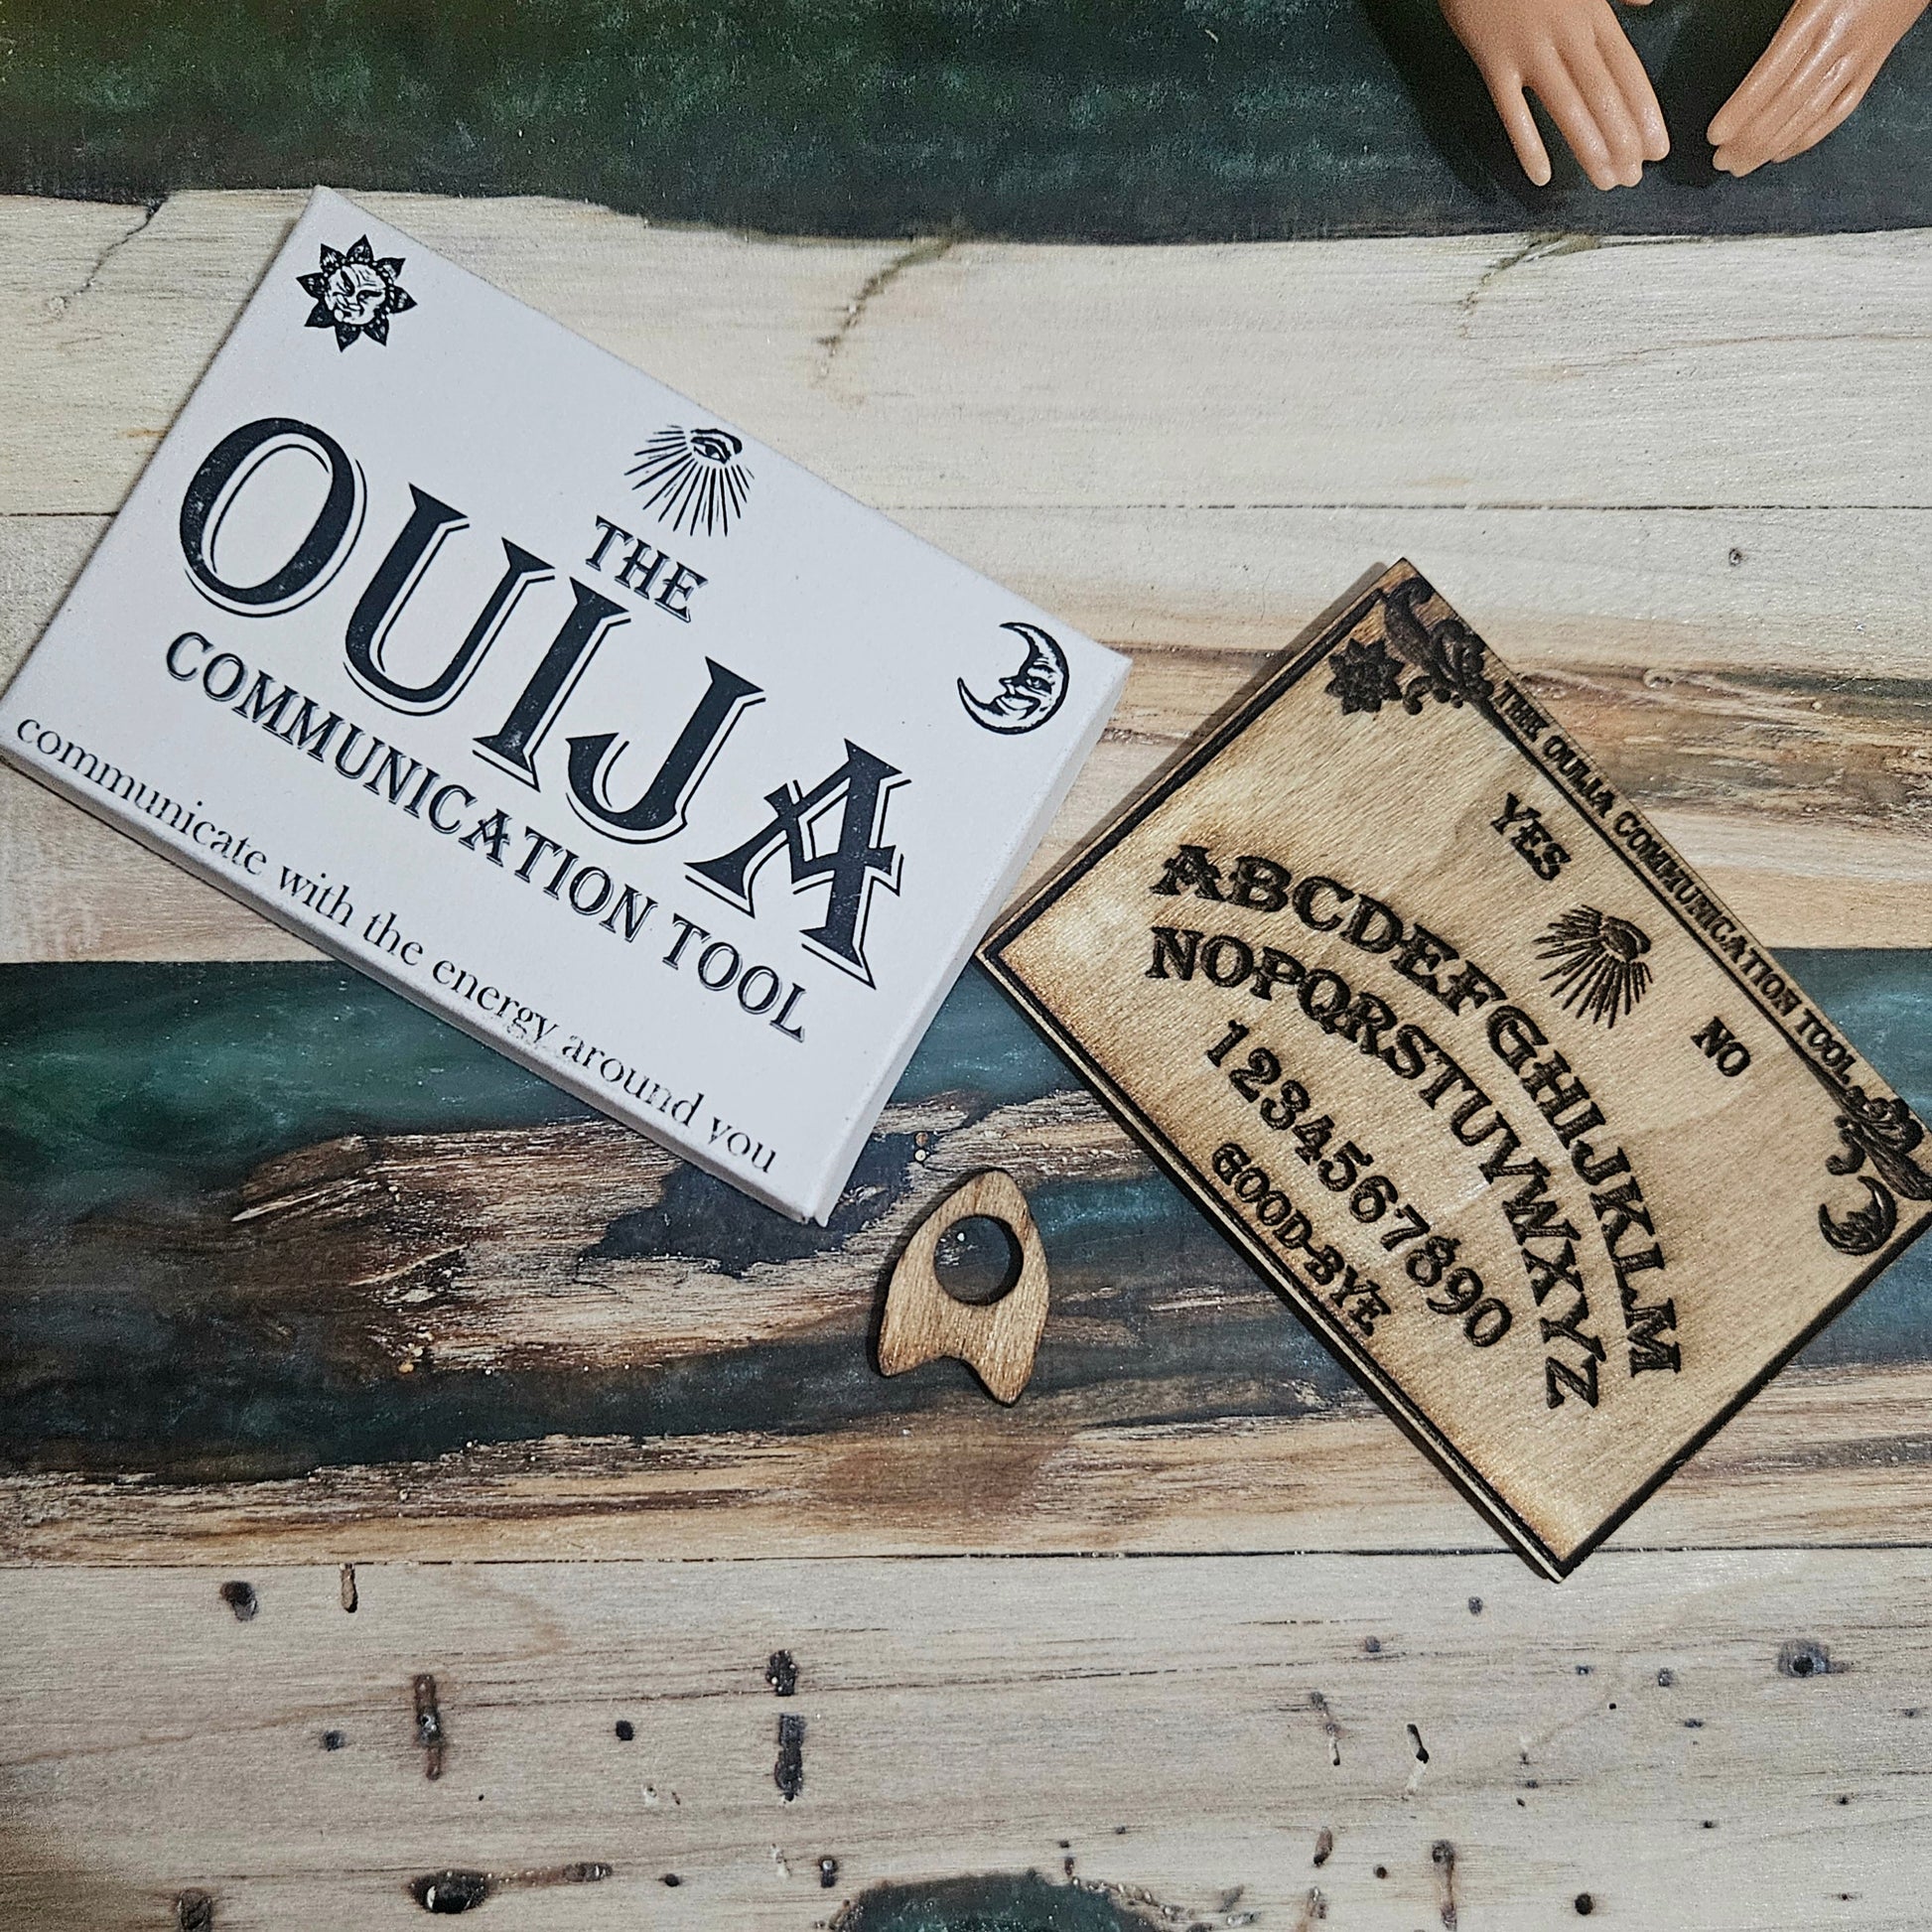 THE
OUIJA
COMMUNICATION TOOL
communicate with the energy around you
THE OUIJA COMMUNICATION TOOL
YES
NO
ABCDEFGHIJKLM
NOPQRSTUVWXYZ
1234567890
GOOD-BYE